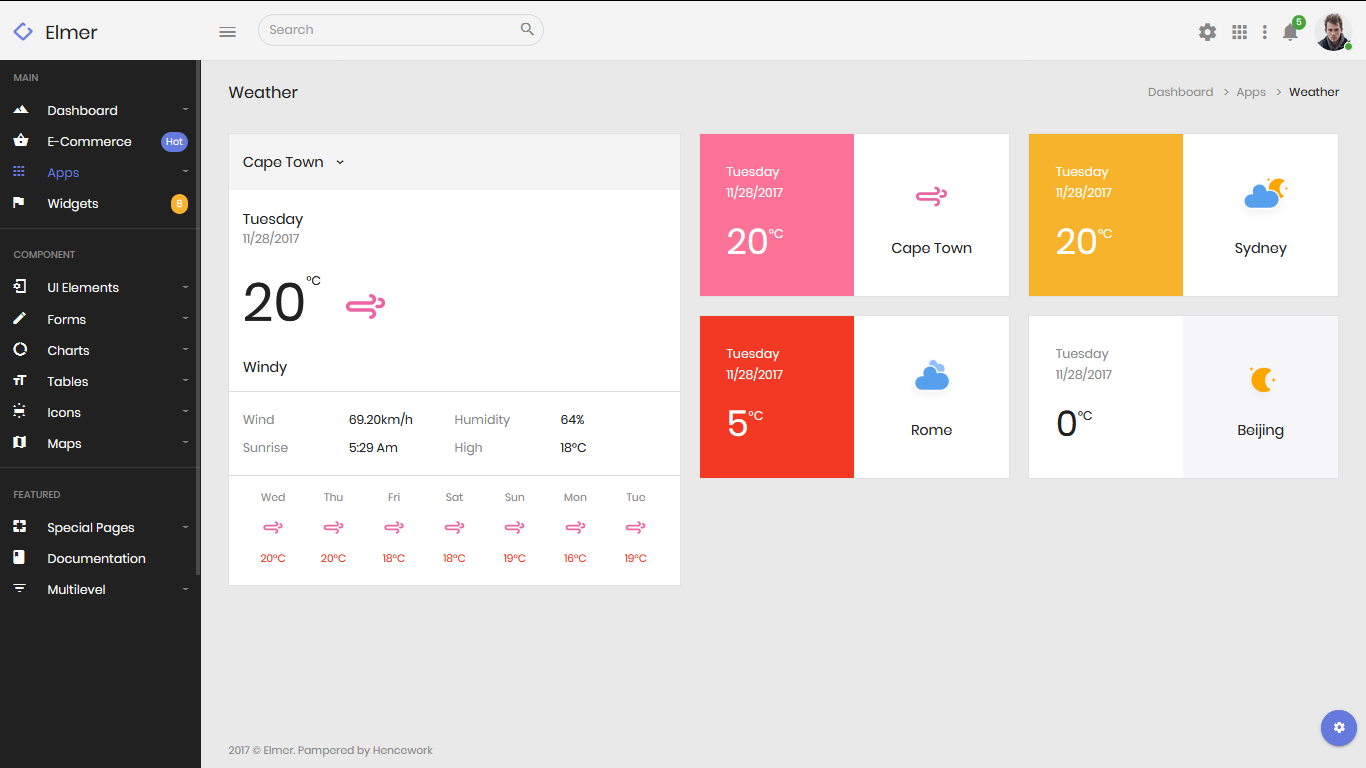 Elmer
Search
5
MAIN
Dashboard
E-Commerce Hot
Apps
Widgets 8
COMPONENT
UI Elements
Forms
Charts
Tables
Icons
Maps
FEATURED
Special Pages
Documentation
Multilevel
Weather
Dashboard > Apps > Weather
Cape Town
Tuesday
11/28/2017
20°C
Windy
Wind 69.20km/h Humidity 64%
Sunrise 5:29 Am High 18°C
Wed Thu Fri Sat Sun Mon Tue
20°C 20°C 18°C 18°C 19°C 16°C 19°C
Tuesday
11/28/2017
20°C
Cape Town
Tuesday
11/28/2017
20°C
Sydney
Tuesday
11/28/2017
5°C
Rome
Tuesday
11/28/2017
0°C
Beijing
2017 © Elmer. Pampered by Hencework